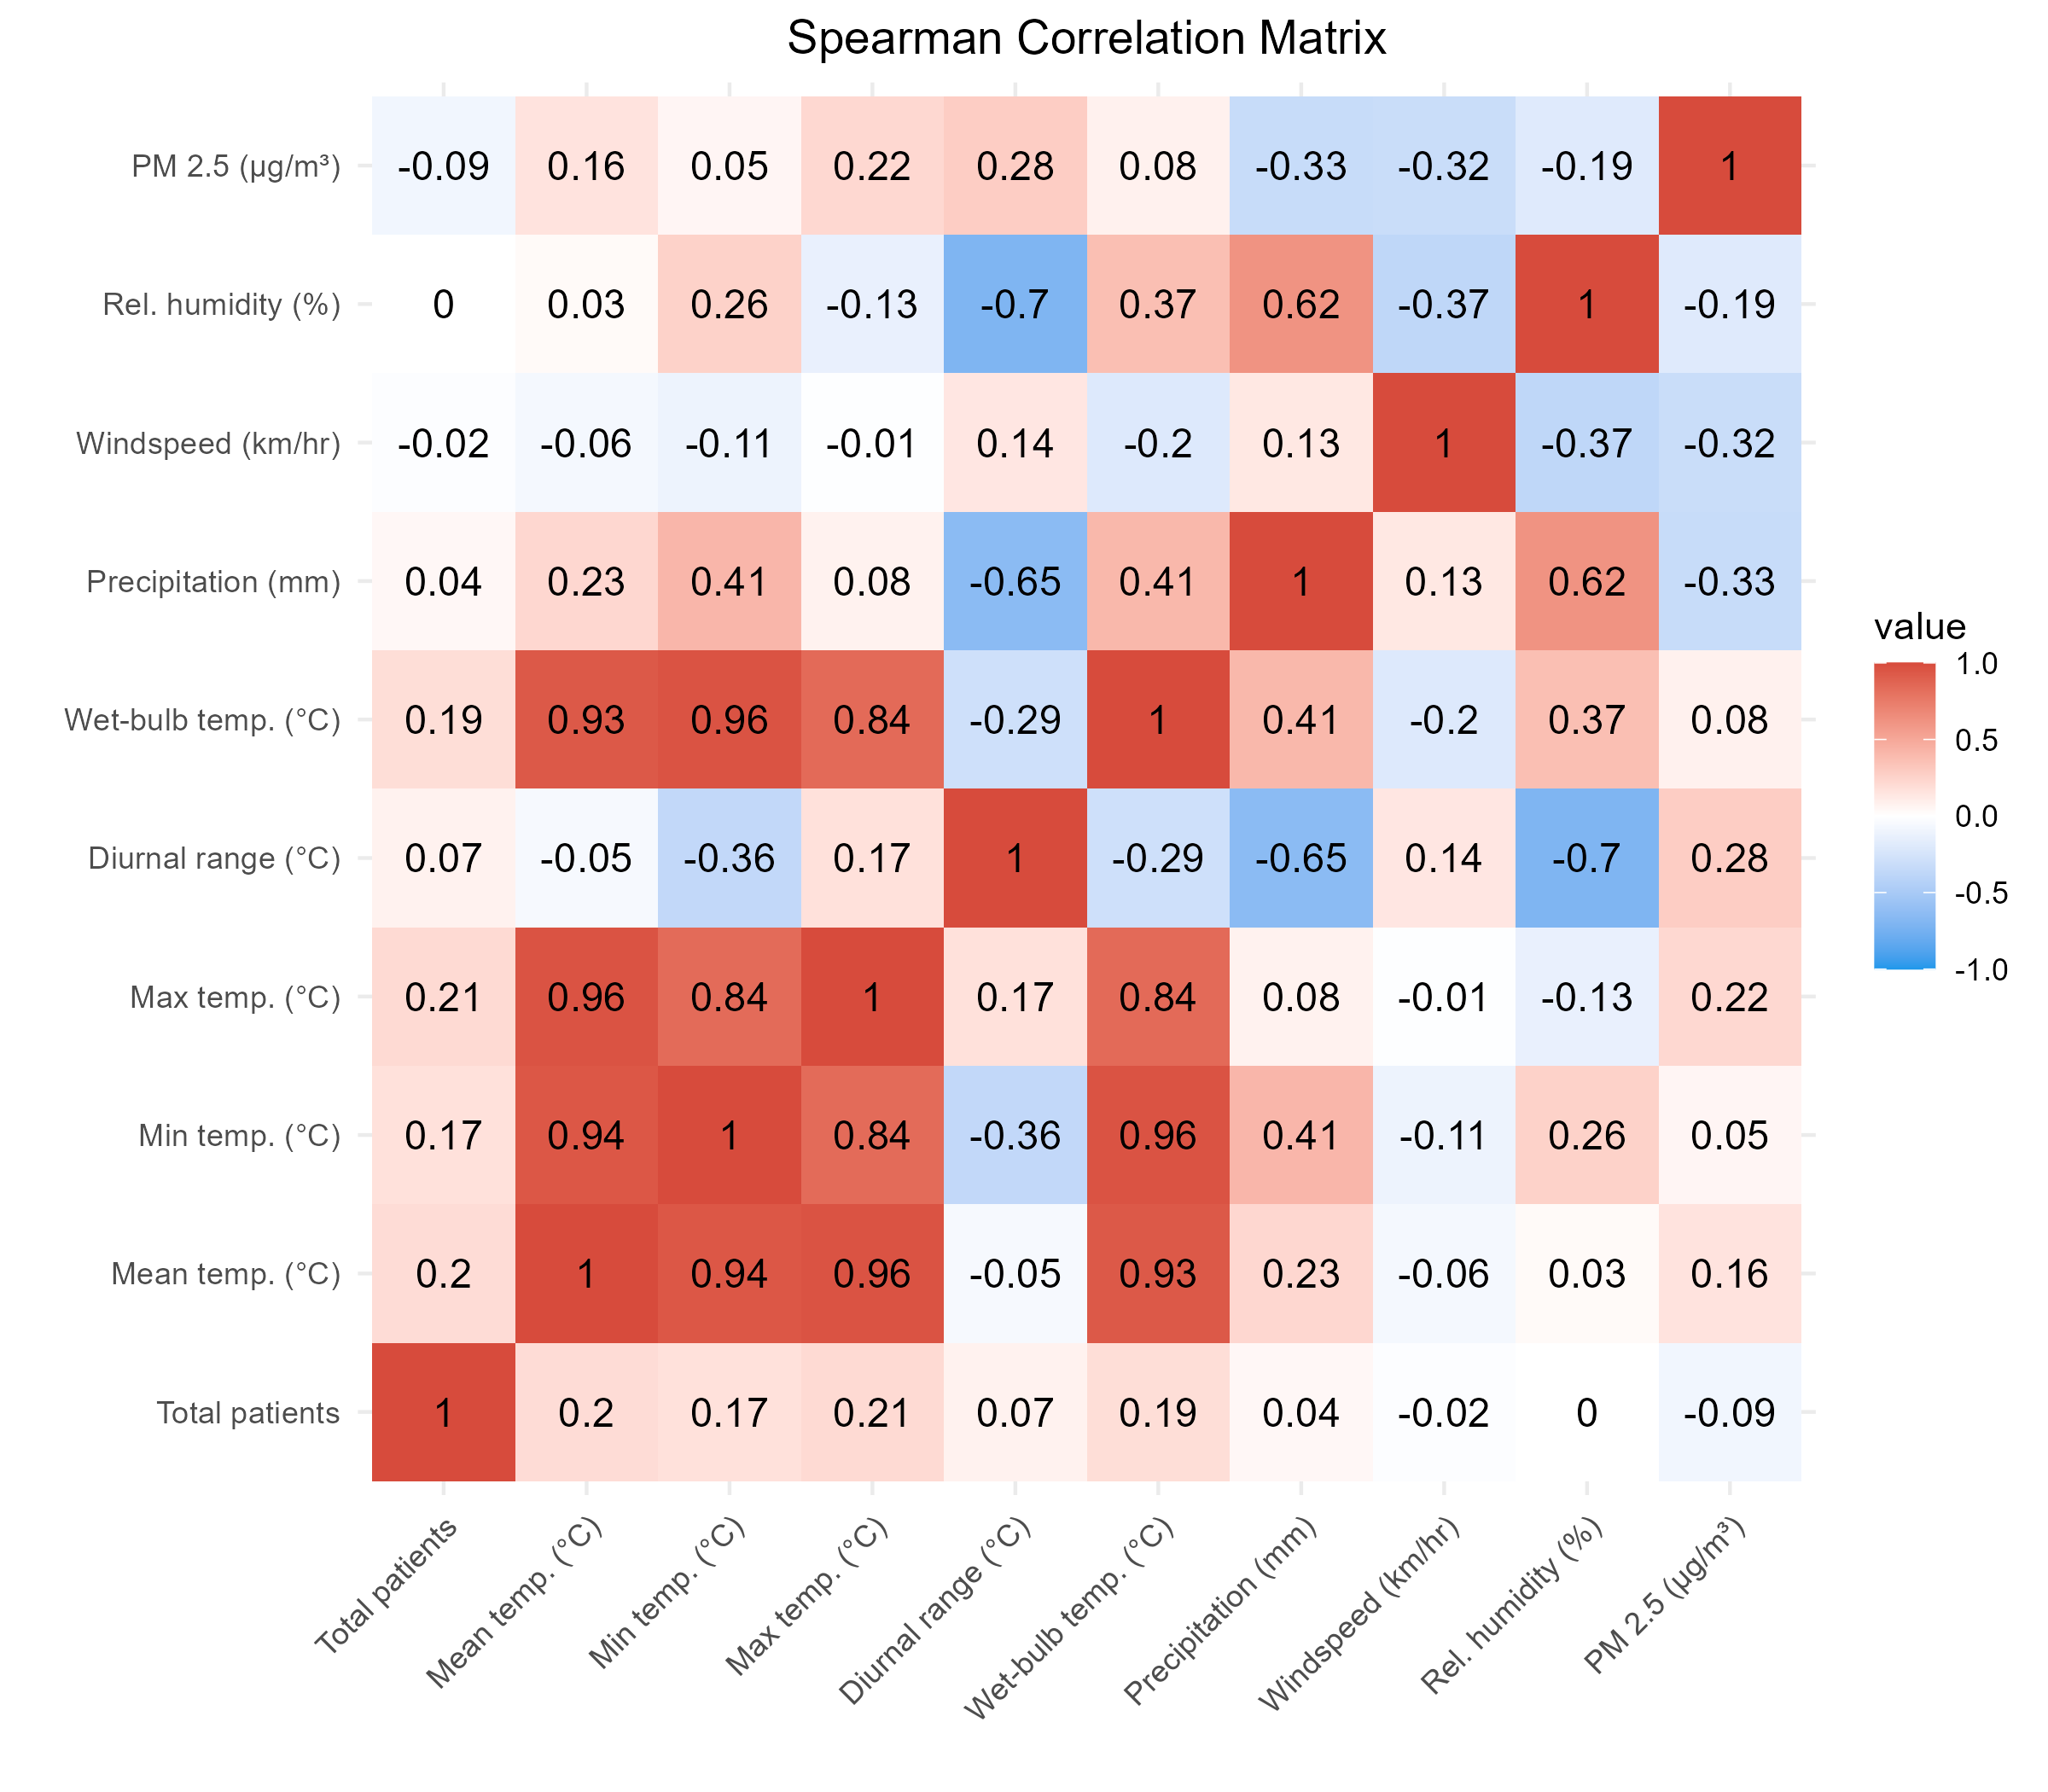 Spearman Correlation Matrix
PM 2.5 (µg/m³) -0.09 0.16 0.05 0.22 0.28 0.08 -0.33 -0.32 -0.19 1
Rel. humidity (%) 0 0.03 0.26 -0.13 -0.7 0.37 0.62 -0.37 1 -0.19
Windspeed (km/hr) -0.02 -0.06 -0.11 -0.01 0.14 -0.2 0.13 1 -0.37 -0.32
Precipitation (mm) 0.04 0.23 0.41 0.08 -0.65 0.41 1 0.13 0.62 -0.33
Wet-bulb temp. (°C) 0.19 0.93 0.96 0.84 -0.29 1 0.41 -0.2 0.37 0.08
Diurnal range (°C) 0.07 -0.05 -0.36 0.17 1 -0.29 -0.65 0.14 -0.7 0.28
Max temp. (°C) 0.21 0.96 0.84 1 0.17 0.84 0.08 -0.01 -0.13 0.22
Min temp. (°C) 0.17 0.94 1 0.84 -0.36 0.96 0.41 -0.11 0.26 0.05
Mean temp. (°C) 0.2 1 0.94 0.96 -0.05 0.93 0.23 -0.06 0.03 0.16
Total patients 1 0.2 0.17 0.21 0.07 0.19 0.04 -0.02 0 -0.09
Total patients
Mean temp. (°C)
Min temp. (°C)
Max temp. (°C)
Diurnal range (°C)
Wet-bulb temp. (°C)
Precipitation (mm)
Windspeed (km/hr)
Rel. humidity (%)
PM 2.5 (µg/m³)
value
1.0
0.5
0.0
-0.5
-1.0